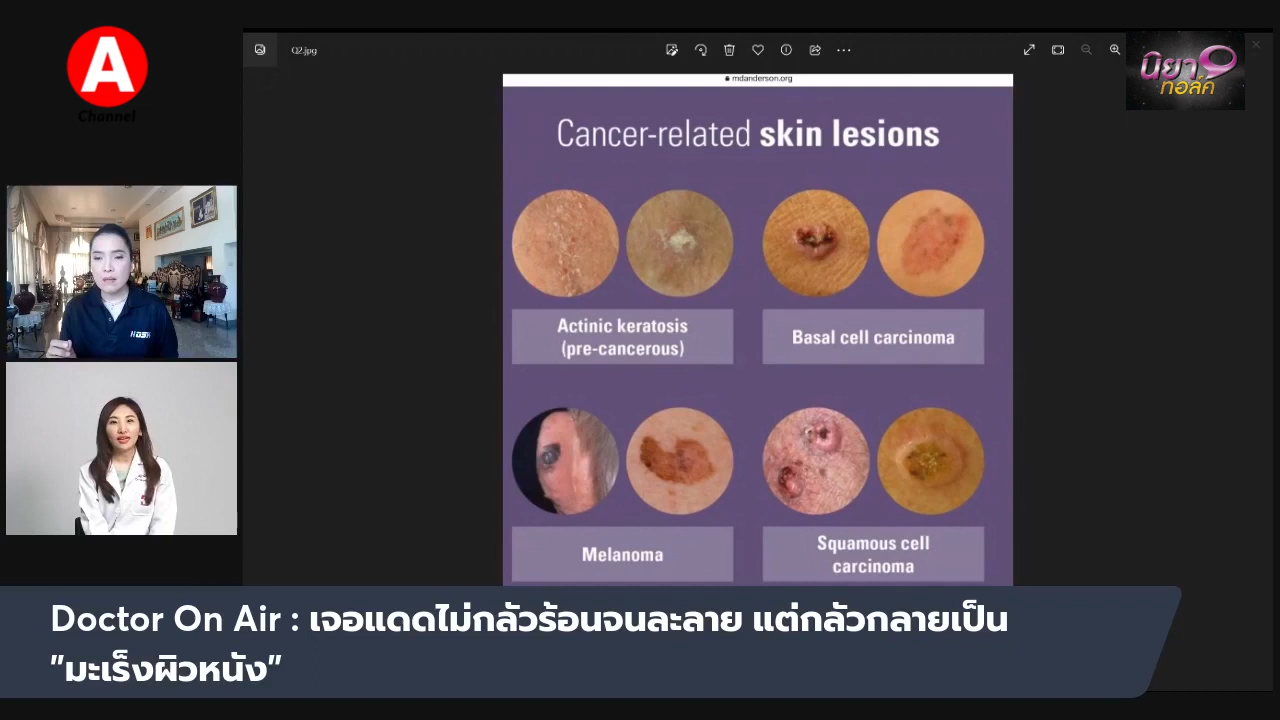 A
Channel
Q2.jpg
นิยา9
ทอล์ค
mdanderson.org
Cancer-related skin lesions
Actinic keratosis
(pre-cancerous)
Basal cell carcinoma
Melanoma
Squamous cell
carcinoma
Doctor On Air : เจอแดดไม่กลัวร้อนจนละลาย แต่กลัวกลายเป็น
"มะเร็งผิวหนัง"